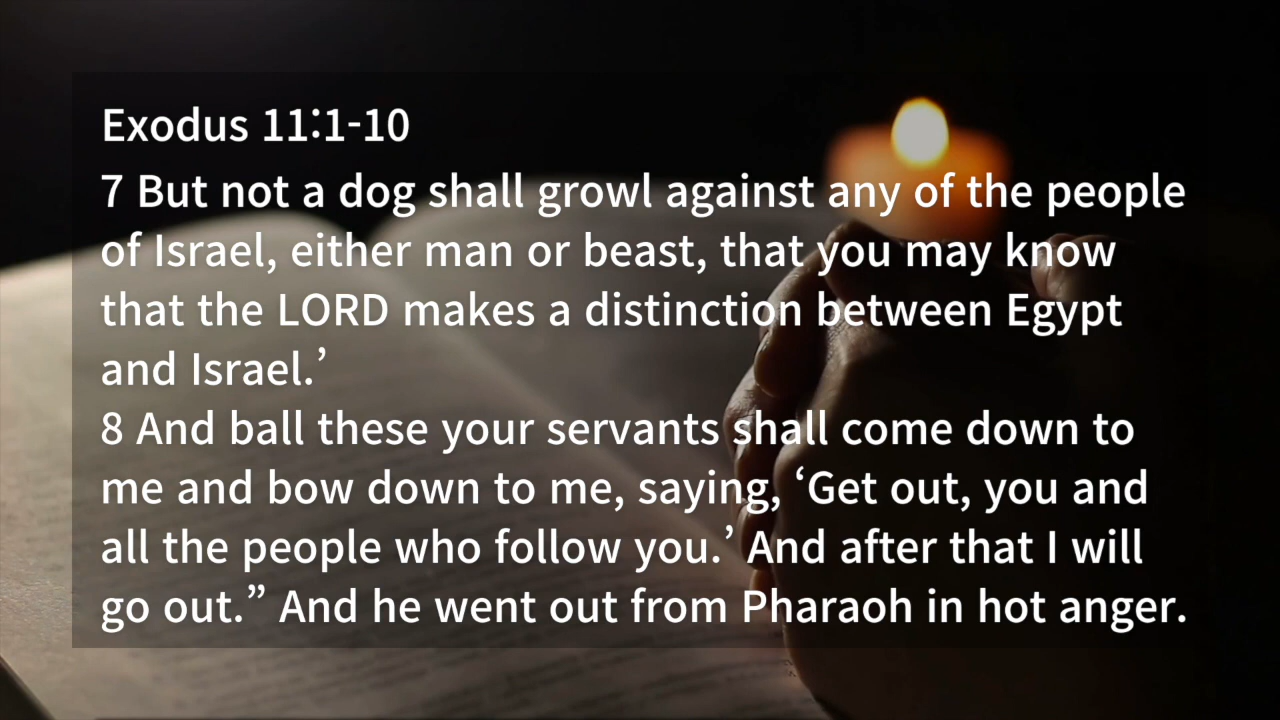 Exodus 11:1-10
7 But not a dog shall growl against any of the people
of Israel, either man or beast, that you may know
that the LORD makes a distinction between Egypt
and Israel.’
8 And ball these your servants shall come down to
me and bow down to me, saying, ‘Get out, you and
all the people who follow you.’ And after that I will
go out.” And he went out from Pharaoh in hot anger.